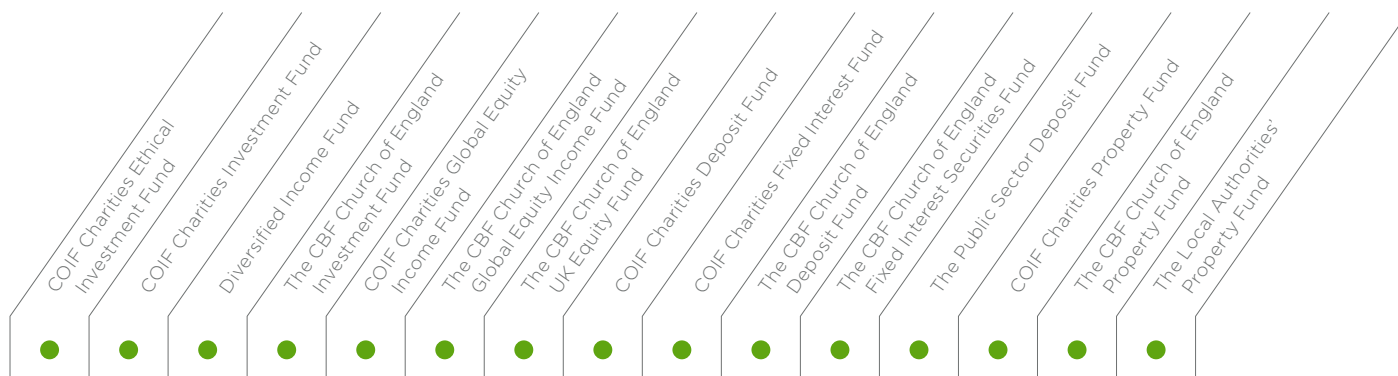 COIF Charities Ethical
Investment Fund
COIF Charities Investment Fund
Diversified Income Fund
The CBF Church of England
Investment Fund
COIF Charities Global Equity
Income Fund
The CBF Church of England
Global Equity Income Fund
The CBF Church of England
UK Equity Fund
COIF Charities Deposit Fund
COIF Charities Fixed Interest Fund
The CBF Church of England
Deposit Fund
The CBF Church of England
Fixed Interest Securities Fund
The Public Sector Deposit Fund
COIF Charities Property Fund
The CBF Church of England
Property Fund
The Local Authorities'
Property Fund